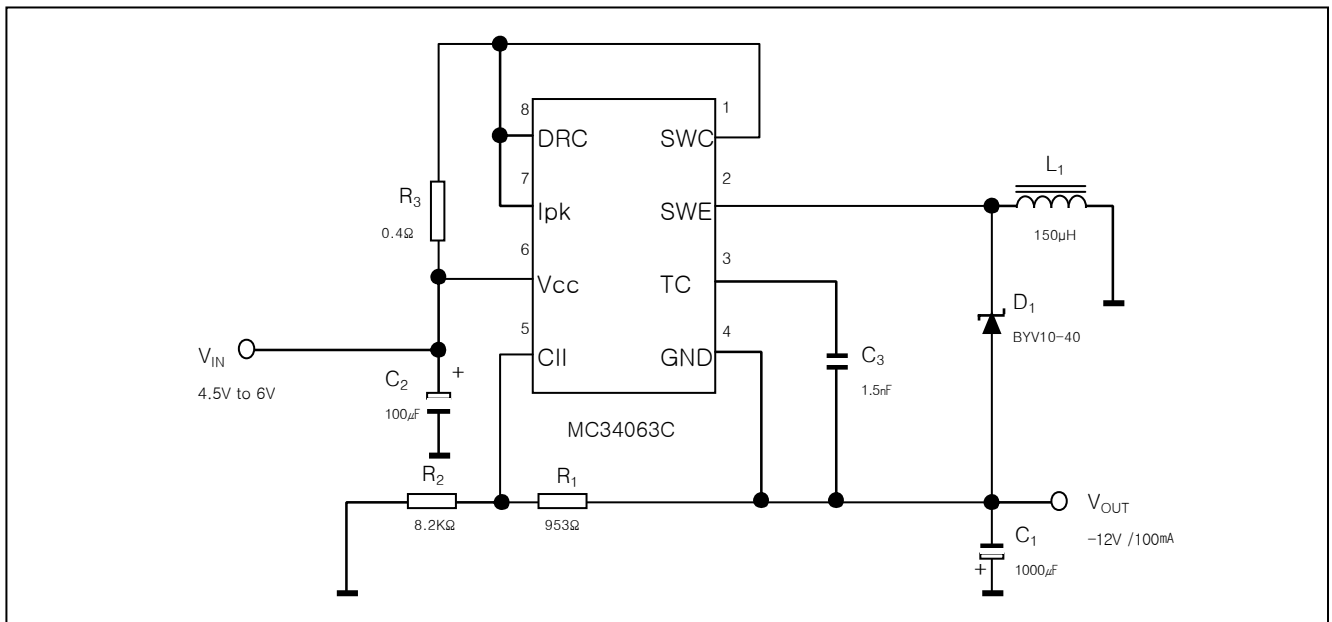 8
1
DRC
SWC
7
2
L₁
R₃
Ipk
SWE
0.4Ω
150μH
6
3
Vcc
TC
D₁
5
4
BYV10-40
VIN
CII
GND
C₃
4.5V to 6V
C₂
+
1.5nF
100μF
MC34063C
R₂
R₁
VOUT
8.2KΩ
953Ω
C₁
-12V /100mA
+
1000μF